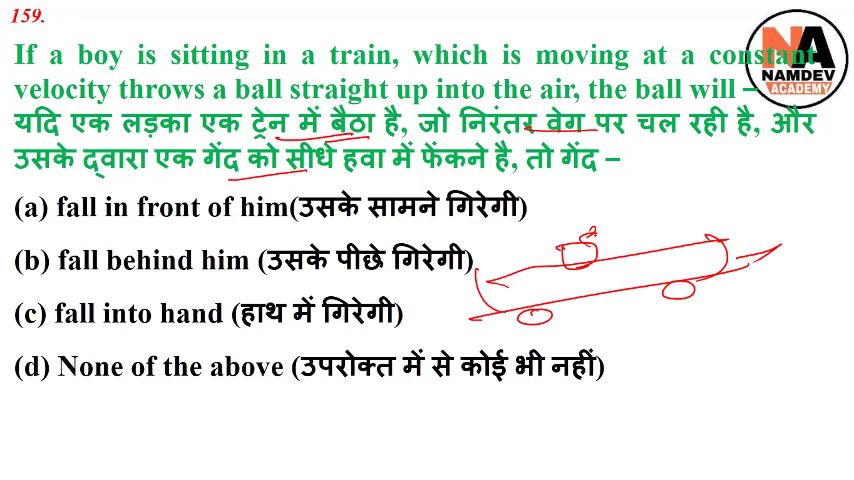 159.
If a boy is sitting in a train, which is moving at a constant
velocity throws a ball straight up into the air, the ball will –
यदि एक लड़का एक ट्रेन में बैठा है, जो निरंतर वेग पर चल रही है, और
उसके द्वारा एक गेंद को सीधे हवा में फेंकने है, तो गेंद –
(a) fall in front of him(उसके सामने गिरेगी)
(b) fall behind him (उसके पीछे गिरेगी)
(c) fall into hand (हाथ में गिरेगी)
(d) None of the above (उपरोक्त में से कोई भी नहीं)
NA
NAMDEV
ACADEMY